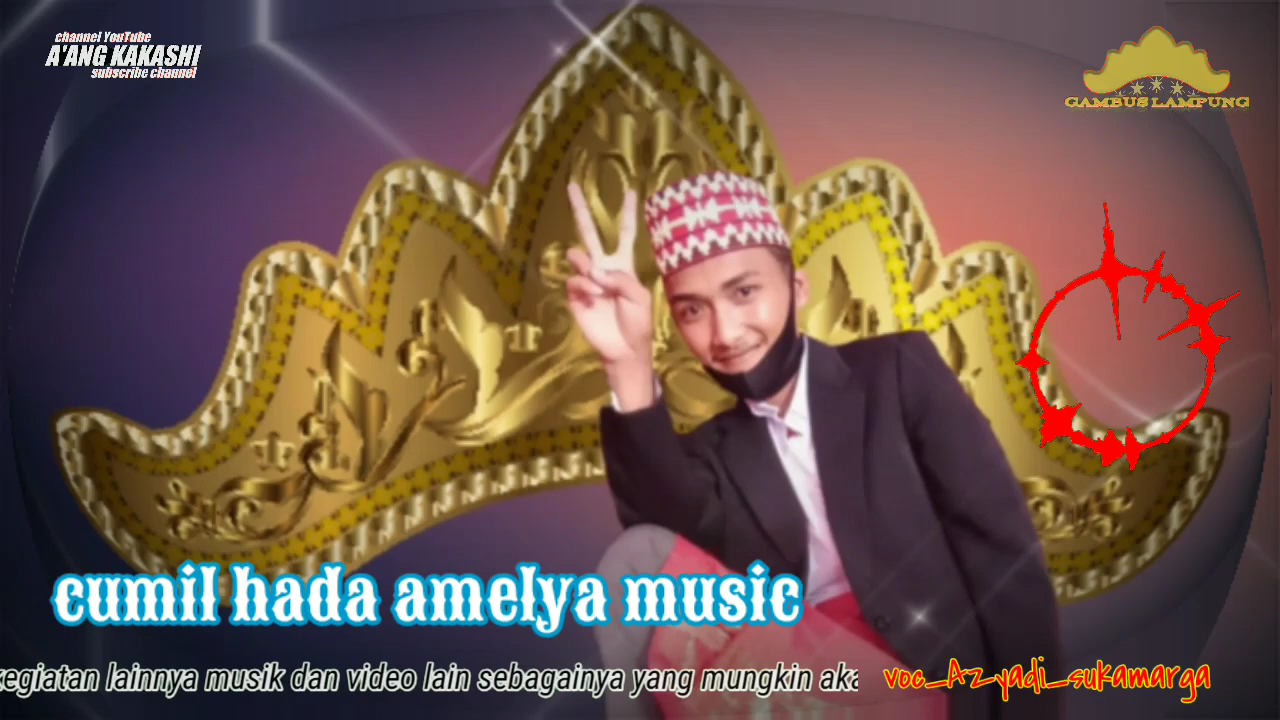 channel YouTube
A'ANG KAKASHI
subscribe channel
GAMBUS LAMPUNG
cumil hada amelya music
kegiatan lainnya musik dan video lain sebagainya yang mungkin aka
voc_Azyadi_sukamarga